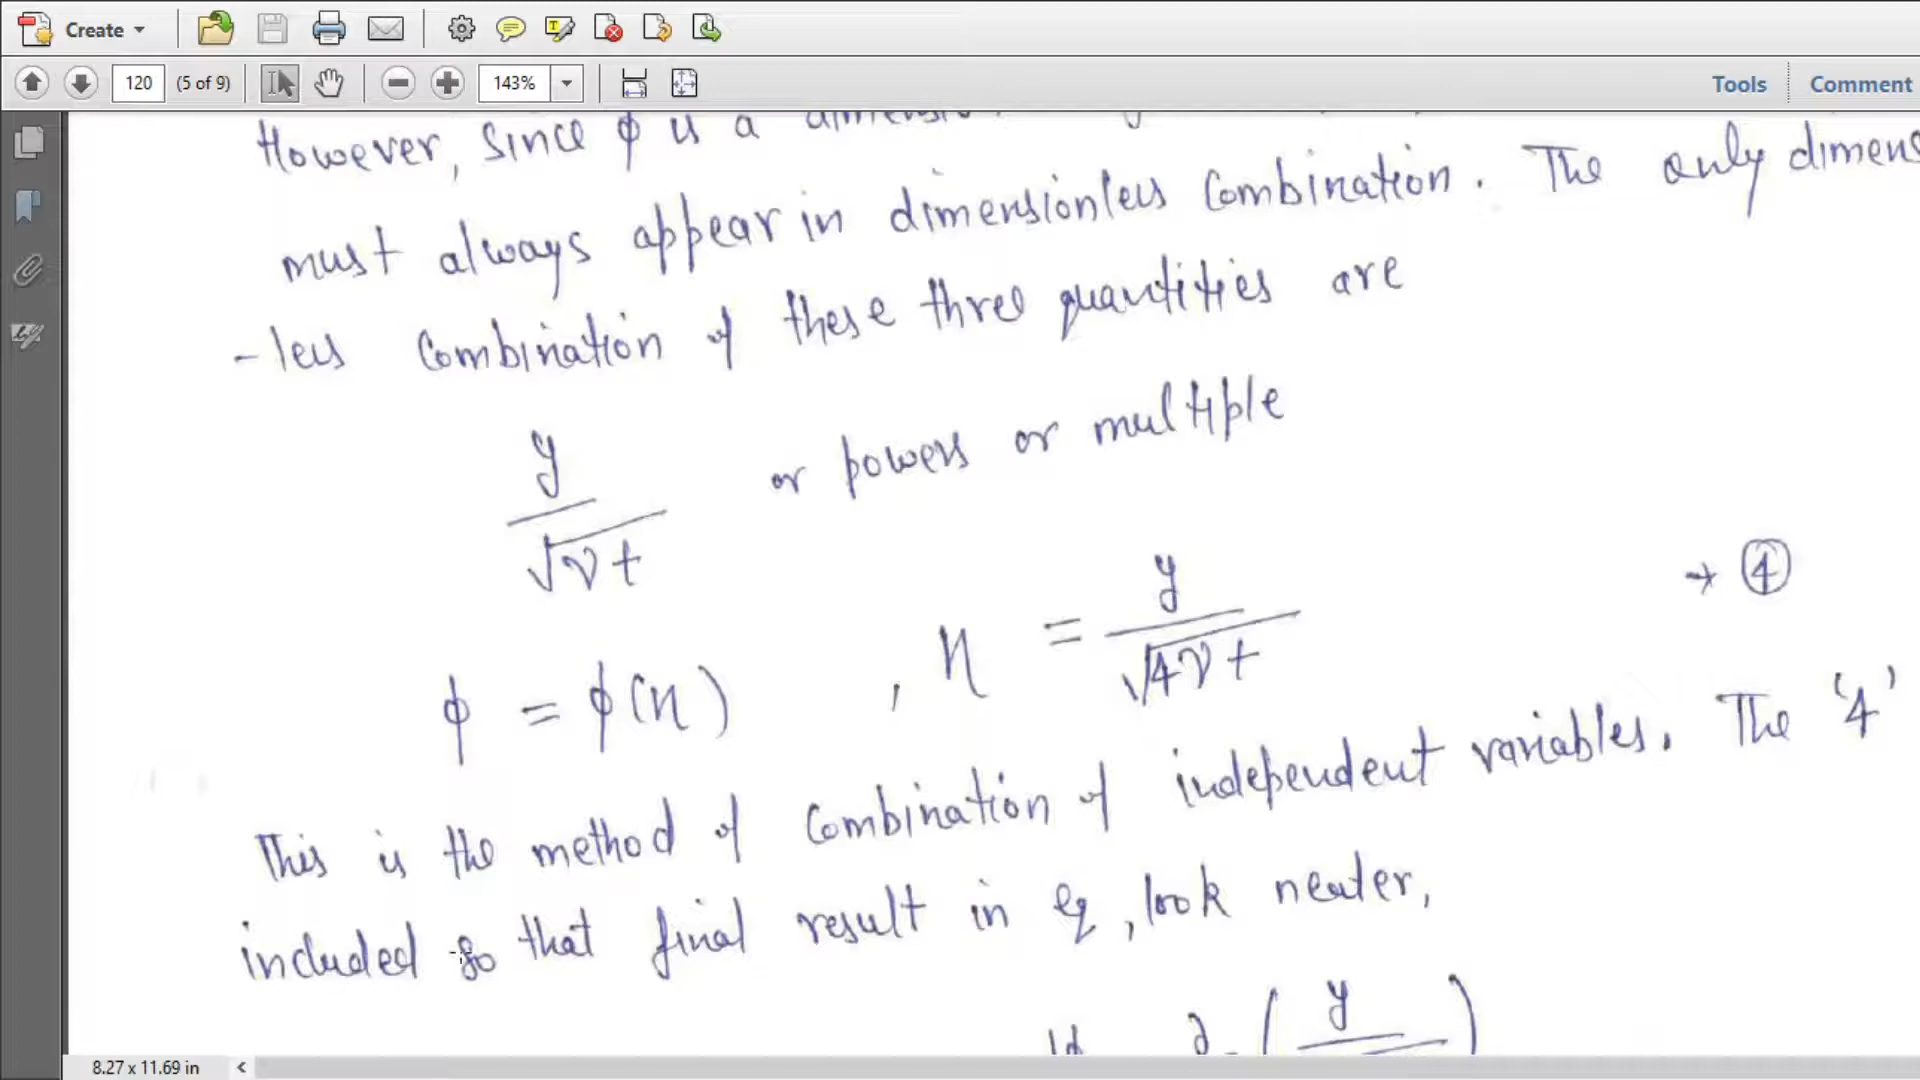 Create
120 (5 of 9) 143% Tools Comment
However, since ϕ is a
must always appear in dimensionless combination. The only dimens
-less combination of these three quantities are
y/√νt or powers or multiple
ϕ = ϕ(η) , η = y/√4νt → ④
This is the method of combination of independent variables. The '4'
included so that final result in eq, look neater,
∂ ( y )
8.27 x 11.69 in